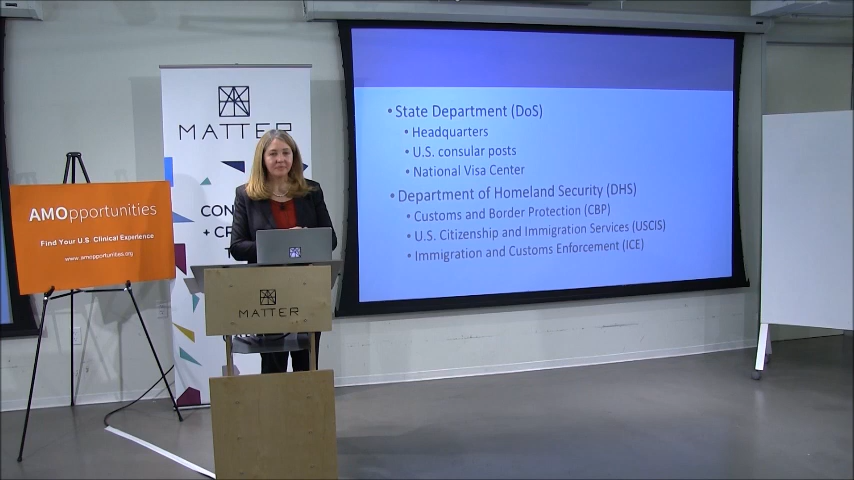 AMOpportunities
Find Your U.S. Clinical Experience
www.amopportunities.org
MATTER
CON
+ CR
T
MATTER
• State Department (DoS)
• Headquarters
• U.S. consular posts
• National Visa Center
• Department of Homeland Security (DHS)
• Customs and Border Protection (CBP)
• U.S. Citizenship and Immigration Services (USCIS)
• Immigration and Customs Enforcement (ICE)